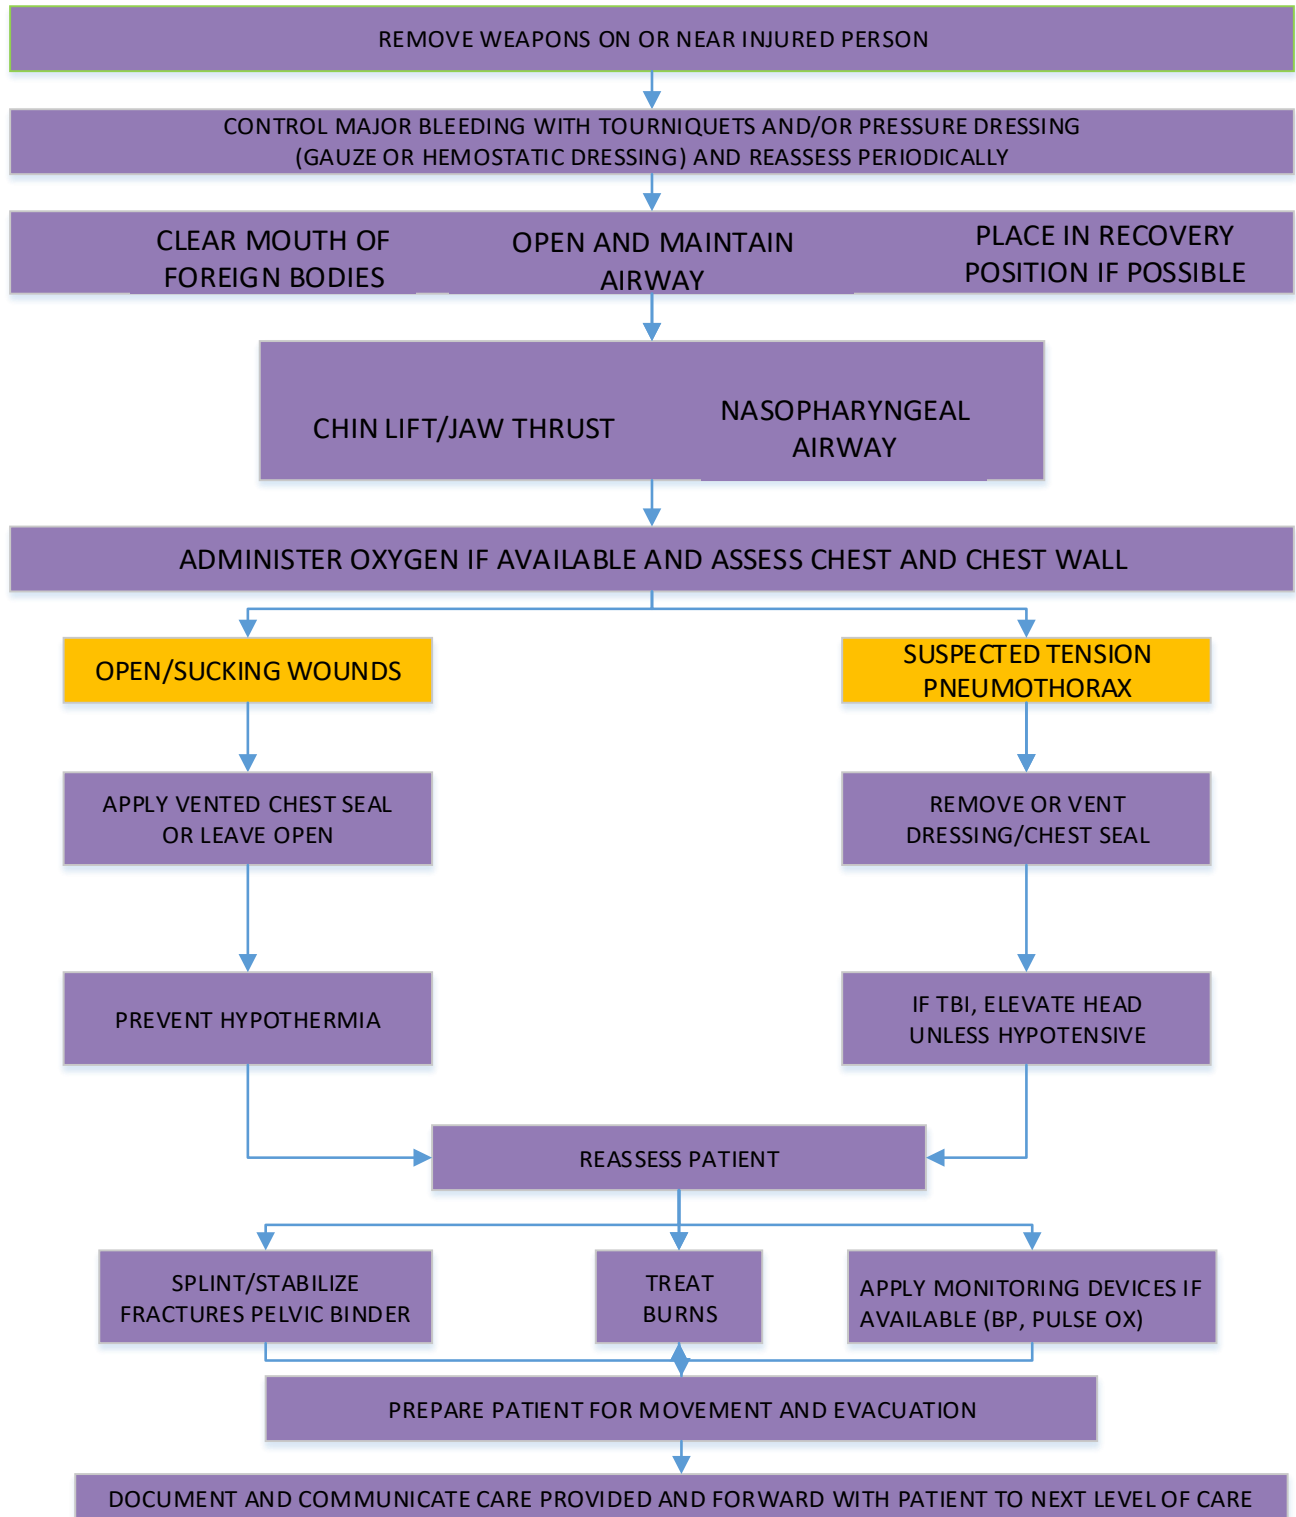 REMOVE WEAPONS ON OR NEAR INJURED PERSON
CONTROL MAJOR BLEEDING WITH TOURNIQUETS AND/OR PRESSURE DRESSING
(GAUZE OR HEMOSTATIC DRESSING) AND REASSESS PERIODICALLY
CLEAR MOUTH OF
FOREIGN BODIES
OPEN AND MAINTAIN
AIRWAY
PLACE IN RECOVERY
POSITION IF POSSIBLE
CHIN LIFT/JAW THRUST
NASOPHARYNGEAL
AIRWAY
ADMINISTER OXYGEN IF AVAILABLE AND ASSESS CHEST AND CHEST WALL
OPEN/SUCKING WOUNDS
SUSPECTED TENSION
PNEUMOTHORAX
APPLY VENTED CHEST SEAL
OR LEAVE OPEN
REMOVE OR VENT
DRESSING/CHEST SEAL
PREVENT HYPOTHERMIA
IF TBI, ELEVATE HEAD
UNLESS HYPOTENSIVE
REASSESS PATIENT
SPLINT/STABILIZE
FRACTURES PELVIC BINDER
TREAT
BURNS
APPLY MONITORING DEVICES IF
AVAILABLE (BP, PULSE OX)
PREPARE PATIENT FOR MOVEMENT AND EVACUATION
DOCUMENT AND COMMUNICATE CARE PROVIDED AND FORWARD WITH PATIENT TO NEXT LEVEL OF CARE